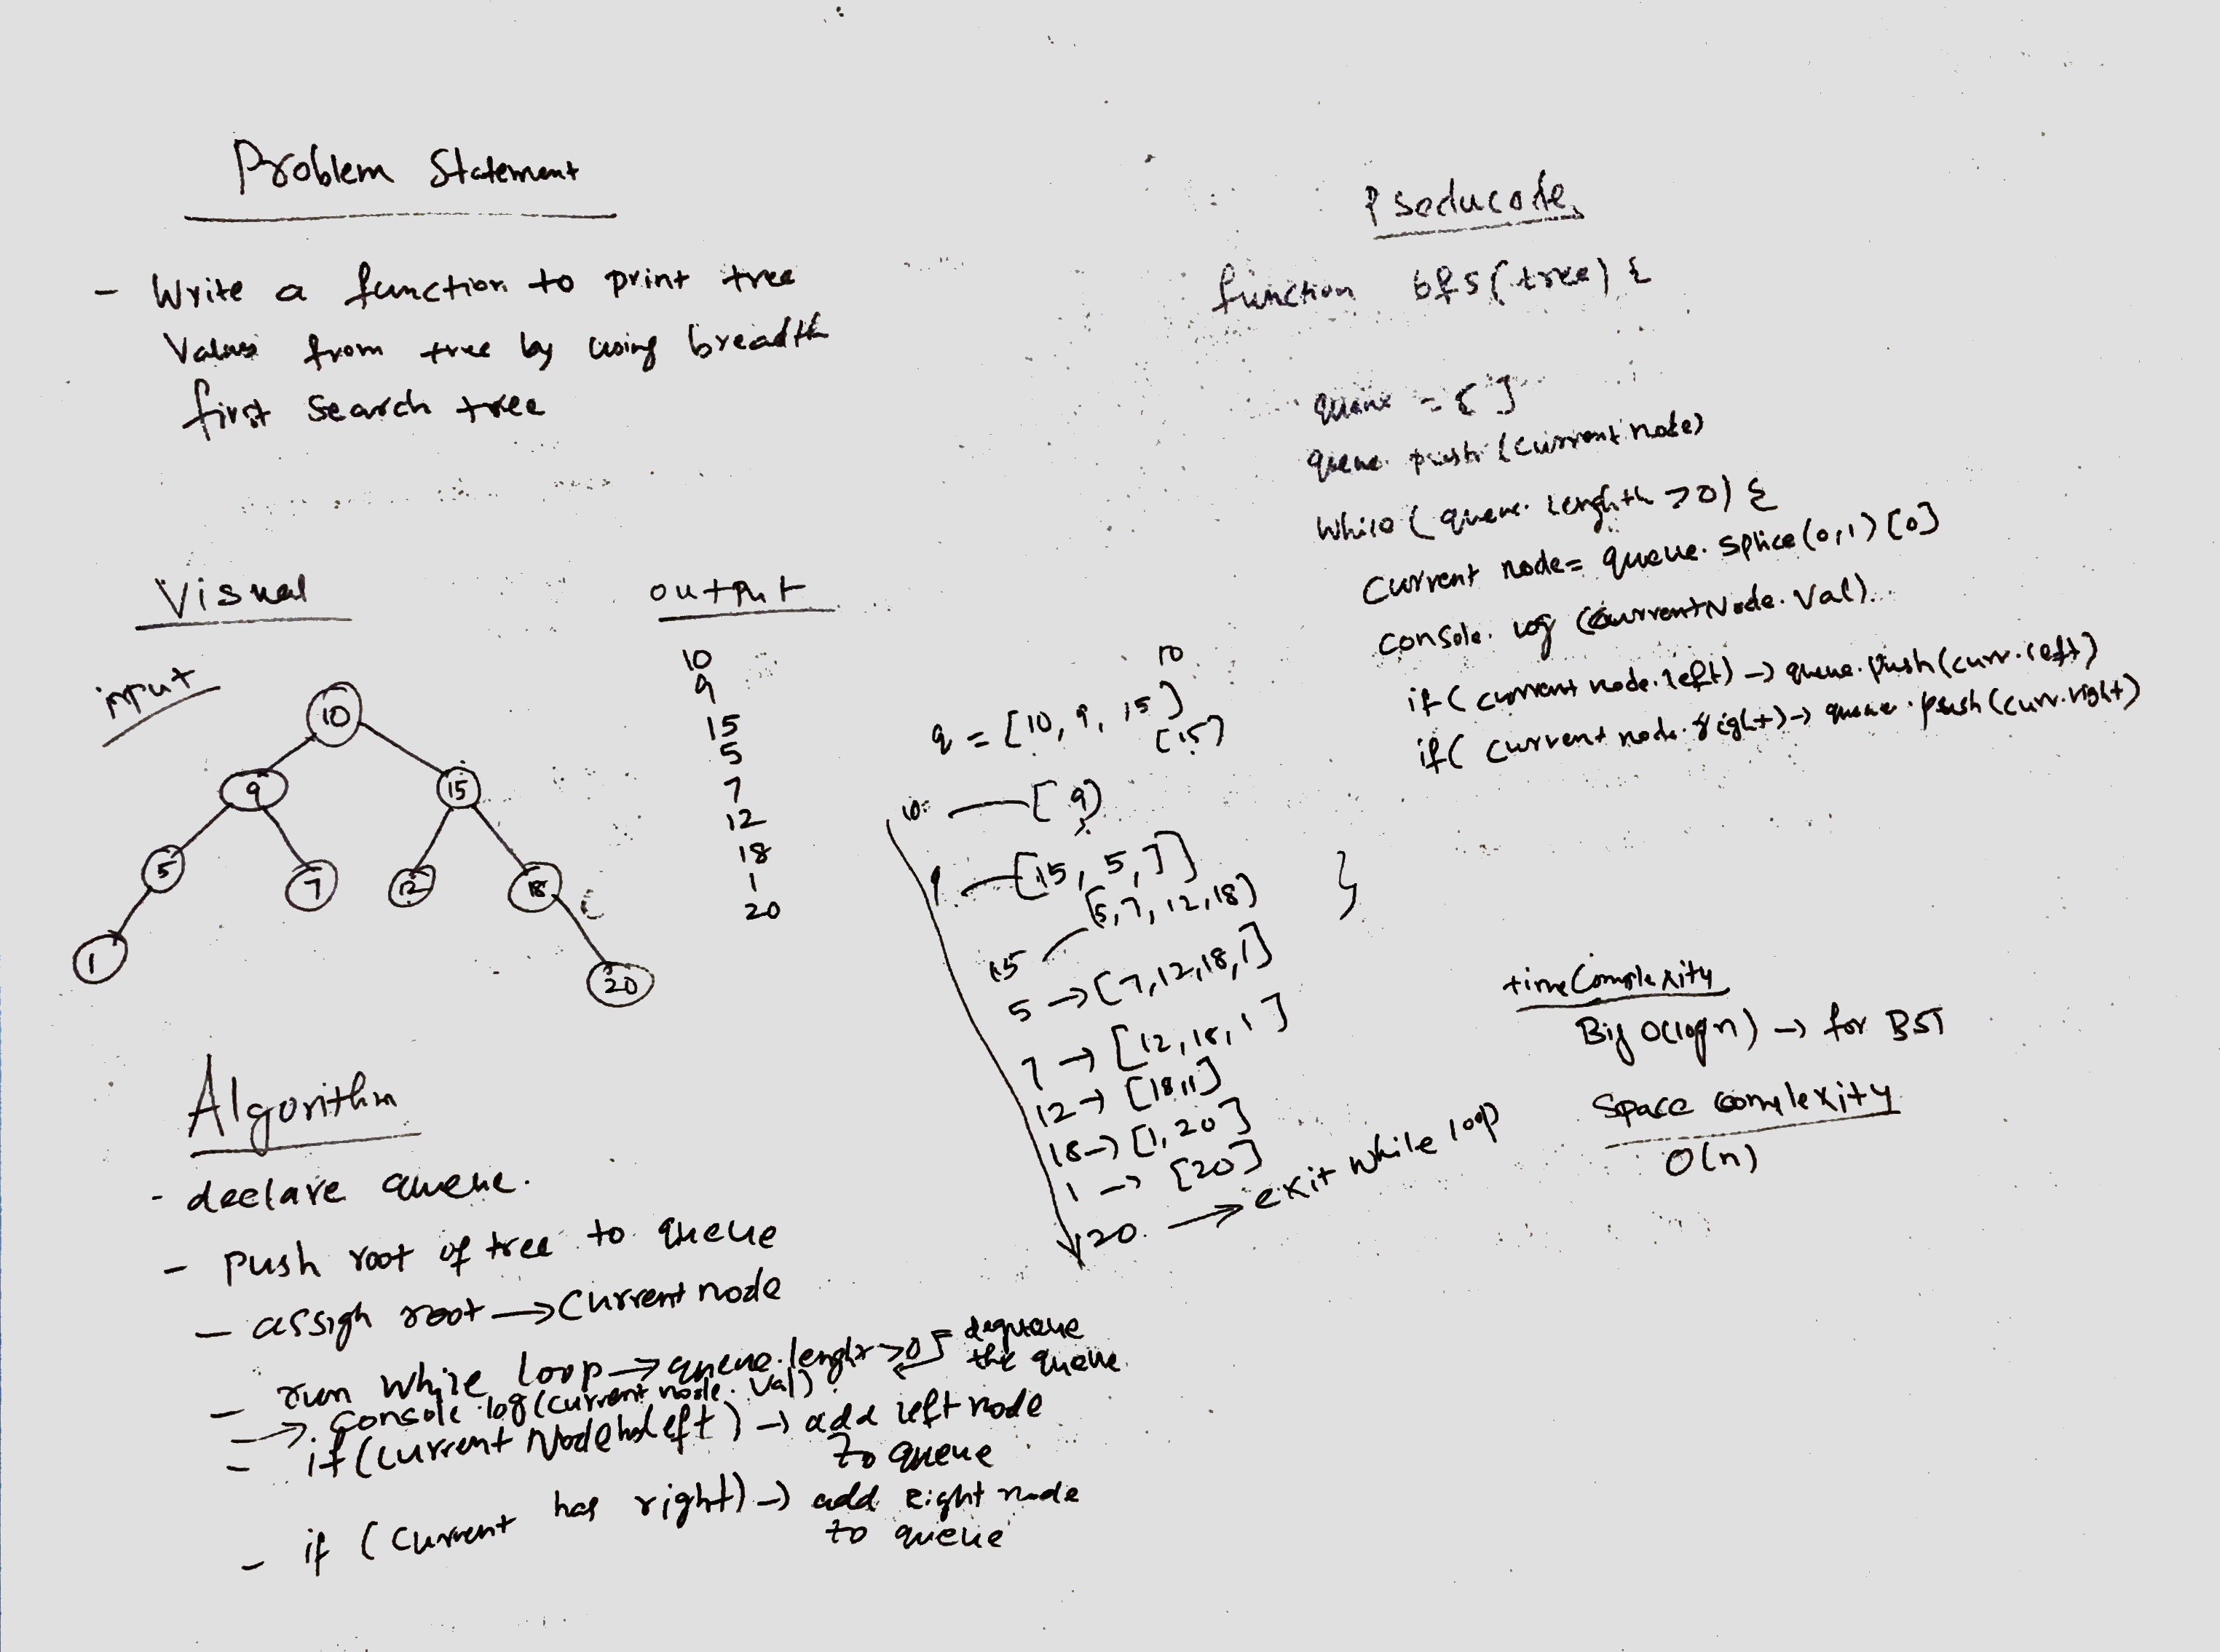 Problem Statement
- Write a function to print tree
Values from tree by using breadth
first search tree
Visual
input
10
9
15
5
7
12
18
1
20
output
10
9
15
5
7
12
18
1
20
Algorithm
- declare queue.
- push root of tree to queue
- assigh root → Current node
- run while loop → queue.lenght >0] = dequeue
the queue
→ console.log(current node. Val)
- if (current Node has left) → add left node
to queue
- if (Current has right) → add right node
to queue
10
q = [10, 9, 15]
[15]
10 — [9]
9 — [15, 5, 7]
[5, 7, 12, 18]
15
5 → [7, 12, 18, 1]
7 → [12, 18, 1]
12 → [18, 1]
18 → [1, 20]
1 → [20]
20 → exit while loop
Pseducode
function bfs(tree) {
queue = [ ]
queue. push (current node)
While (queue. lenghth >0) {
Current node= queue. splice(0,1) [0]
console. log (CurrentNode. Val)
if ( current node.left) → queue.push(curr.left)
if ( current node.right) → queue.push(curr.right)
}
time Complexity
Big O(log n) → for BST
Space complexity
O(n)